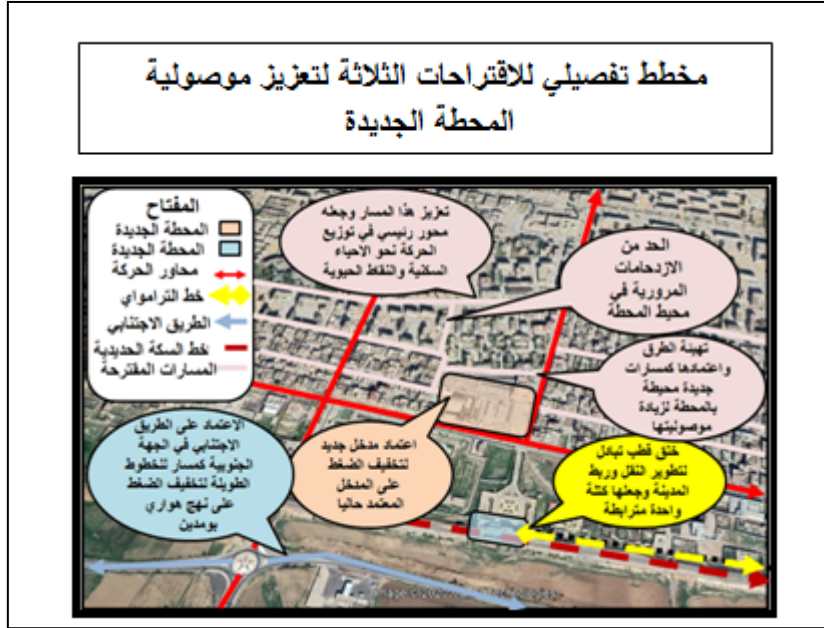 مخطط تفصيلي للاقتراحات الثلاثة لتعزيز موصولية
المحطة الجديدة
المفتاح
المحطة الجديدة
المحطة الجديدة
محاور الحركة
خط الترامواي
الطريق الاجتنابي
خط السكة الحديدية
المسارات المقترحة
تعزيز هذا المسار وجعله
محور رئيسي في توزيع
الحركة نحو الاحياء
السكنية والنقاط الحيوية
الحد من
الازدحامات
المرورية في
محيط المحطة
تهيئة الطرق
واعتمادها كمسارات
جديدة محيطة
بالمحطة لزيادة
موصوليتها
خلق قطب تبادل
لتطوير النقل وربط
المدينة وجعلها كتلة
واحدة مترابطة
اعتماد مدخل جديد
لتخفيف الضغط
على المدخل
المعتمد حاليا
الاعتماد على الطريق
الاجتنابي في الجهة
الجنوبية كمسار للخطوط
الطويلة لتخفيف الضغط
على نهج هواري
بومدين